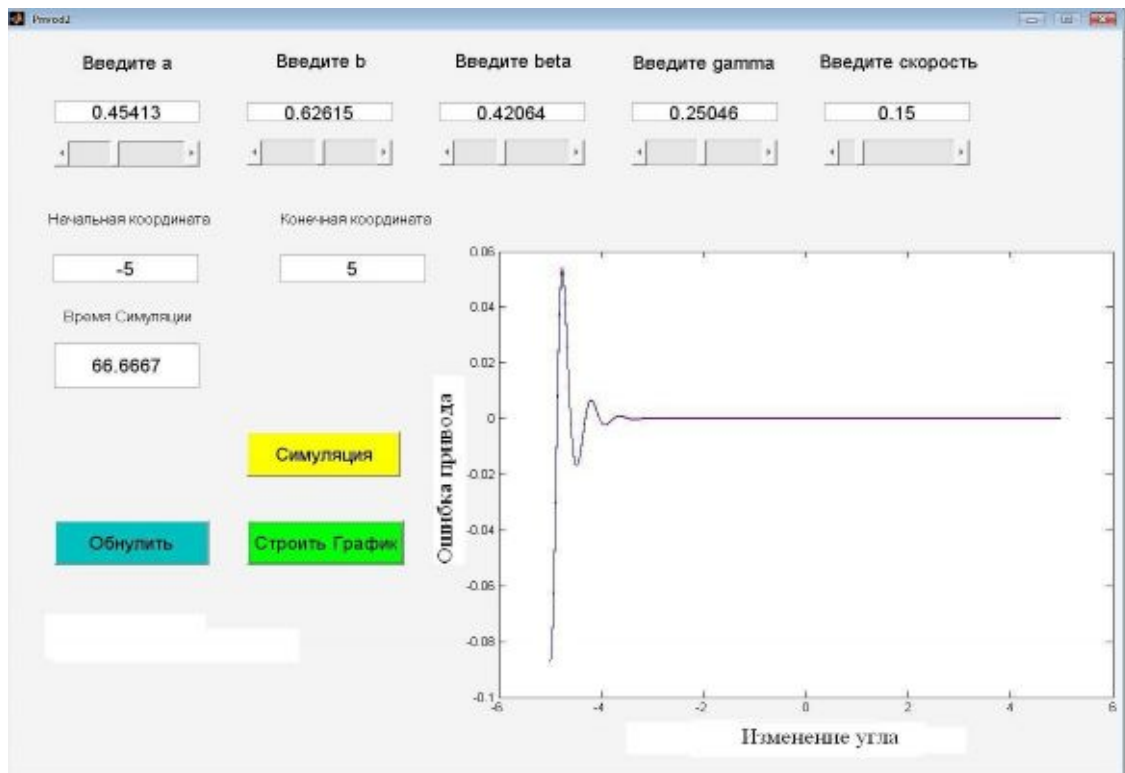 Privod2
Введите a
Введите b
Введите beta
Введите gamma
Введите скорость
0.45413
0.62615
0.42064
0.25046
0.15
Начальная координата
Конечная координата
-5
5
Время Симуляции
66.6667
Симуляция
Обнулить
Строить График
Ошибка привода
0.06
0.04
0.02
0
-0.02
-0.04
-0.06
-0.08
-0.1
-6
-4
-2
0
2
4
6
Изменение угла